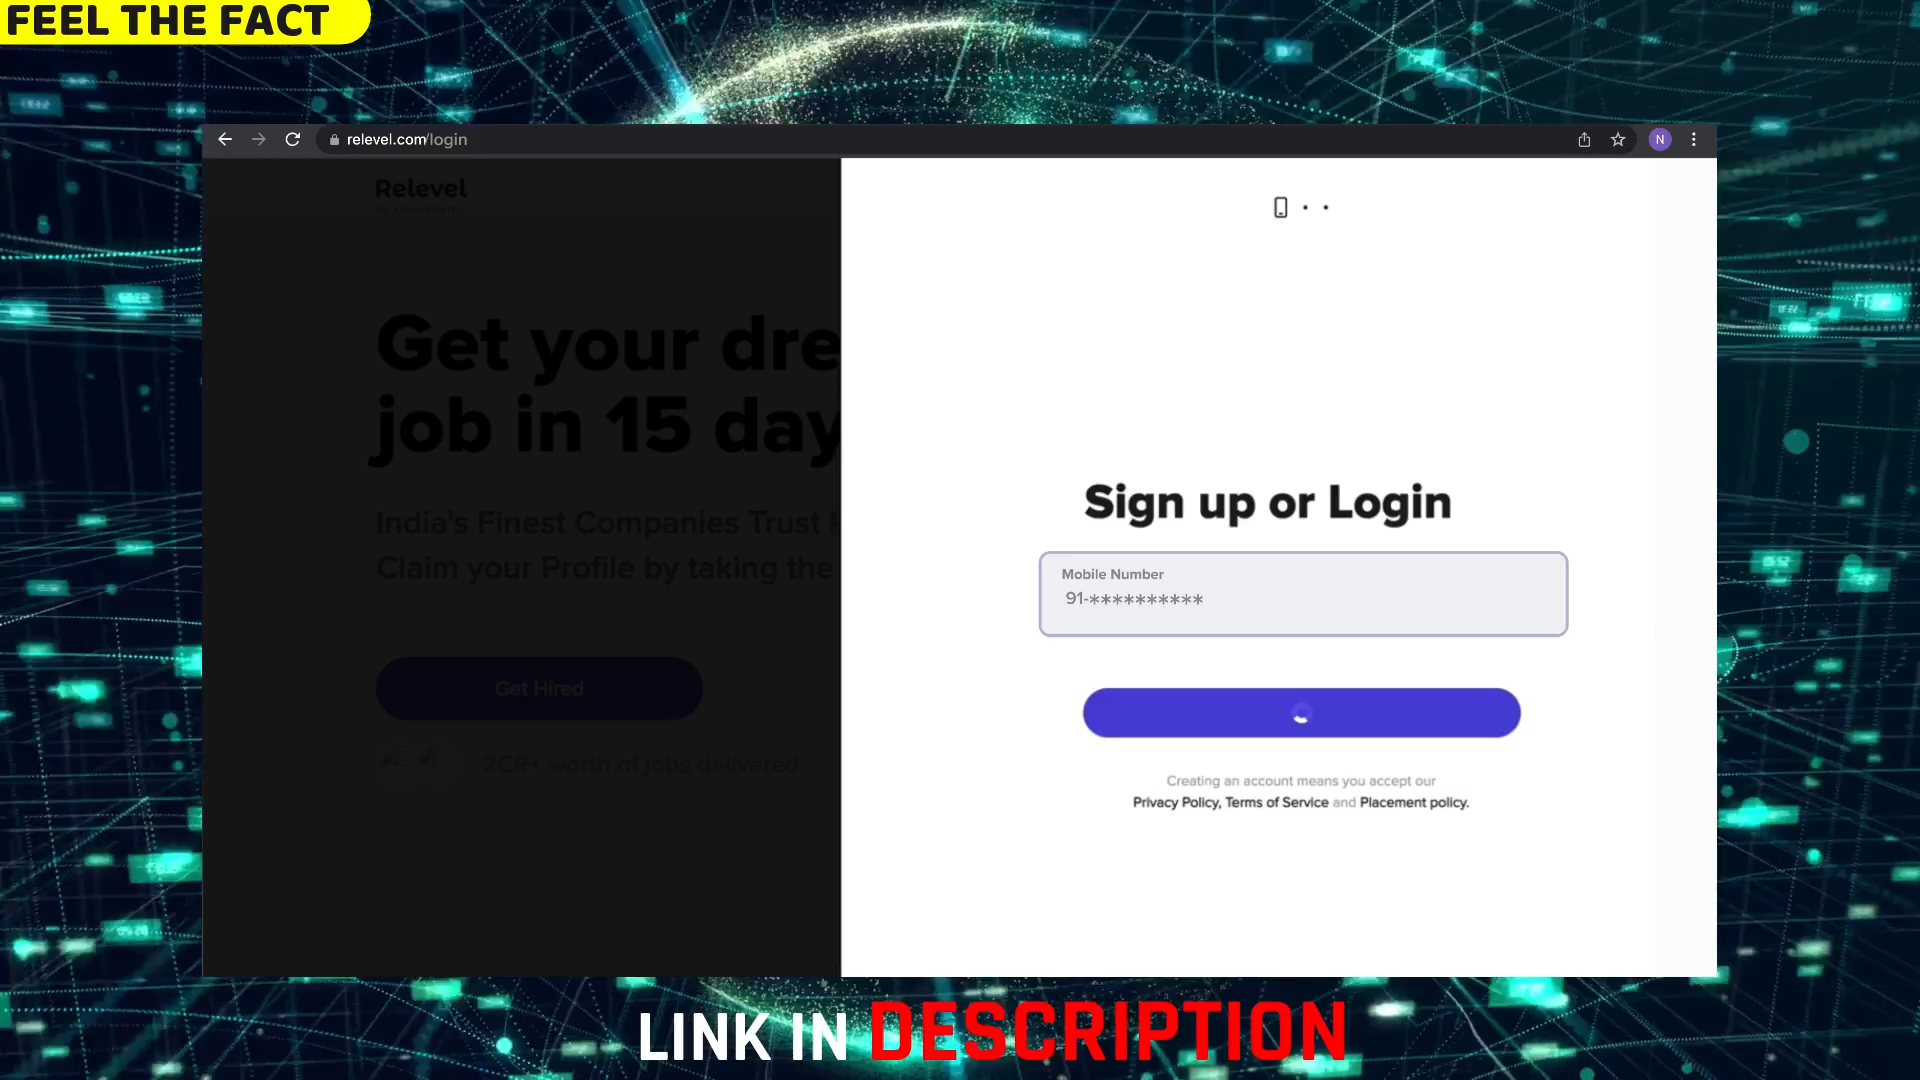 FEEL THE FACT
relevel.com/login
N
Relevel
by Unacademy
Get your dre
job in 15 day
India's Finest Companies Trust
Claim your Profile by taking the
Get Hired
2CR+ worth of jobs delivered
Sign up or Login
Mobile Number
91-**********
Creating an account means you accept our
Privacy Policy, Terms of Service and Placement policy.
LINK IN DESCRIPTION